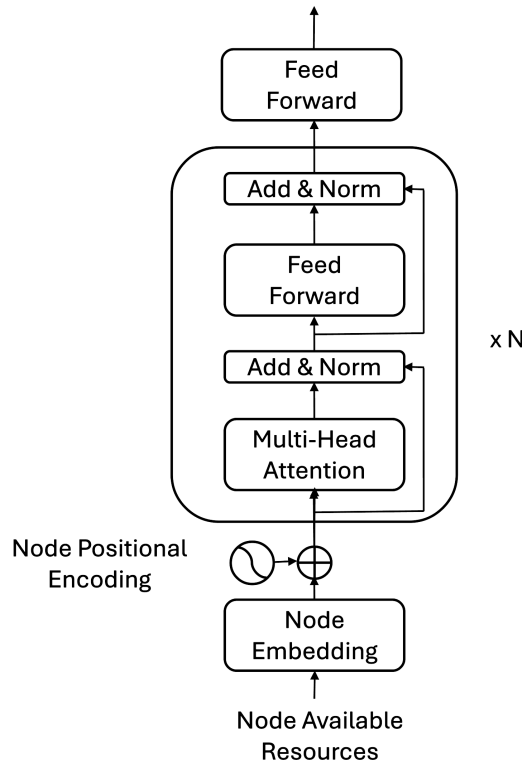 Feed
Forward
Add & Norm
Feed
Forward
x N
Add & Norm
Multi-Head
Attention
Node Positional
Encoding
Node
Embedding
Node Available
Resources